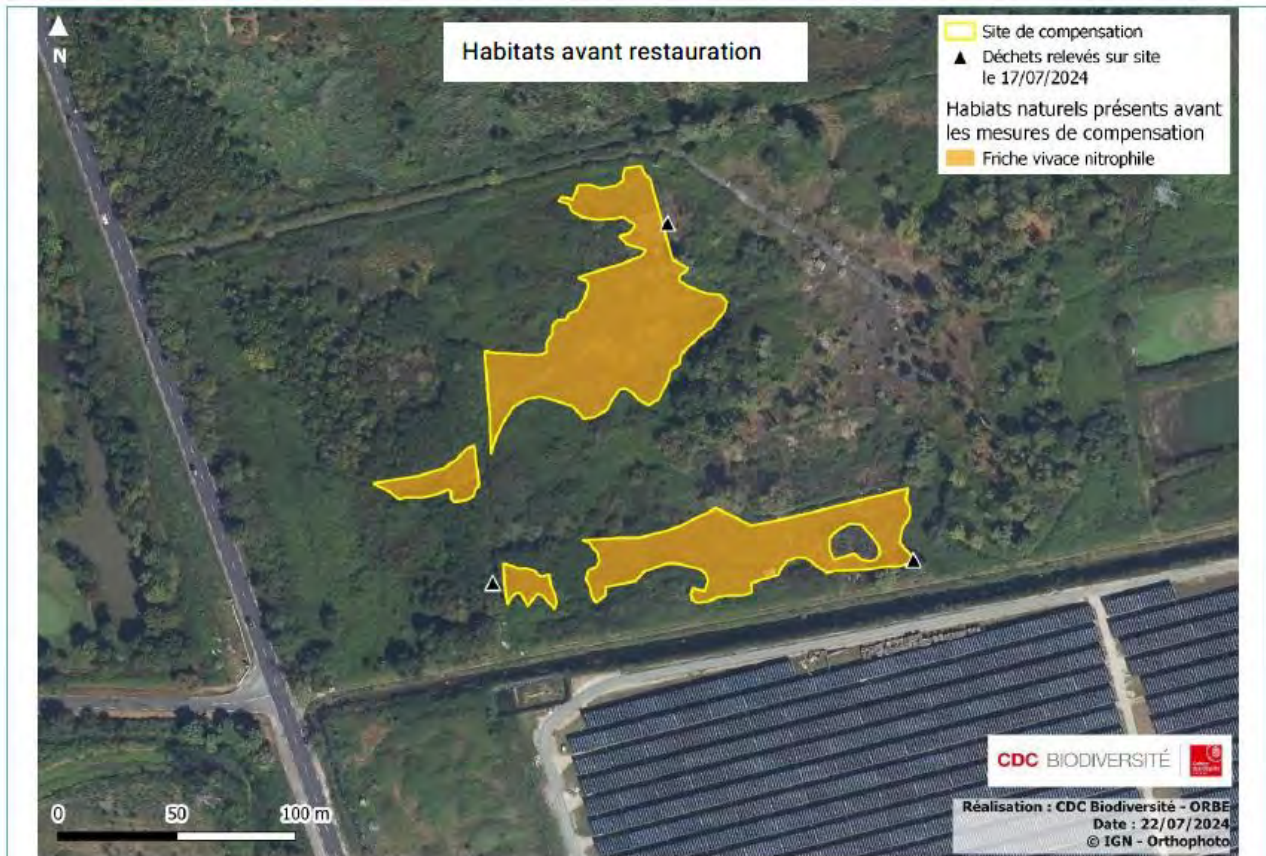 N
Habitats avant restauration
Site de compensation
Déchets relevés sur site
le 17/07/2024
Habiats naturels présents avant
les mesures de compensation
Friche vivace nitrophile
0 50 100 m
CDC BIODIVERSITÉ
Réalisation : CDC Biodiversité - ORBE
Date : 22/07/2024
© IGN - Orthophoto